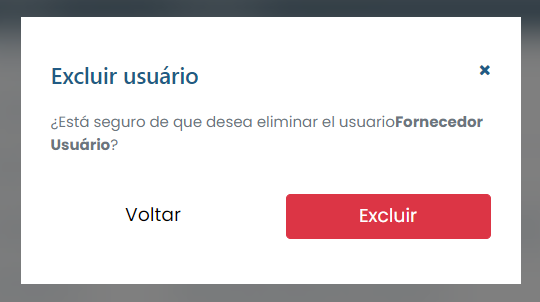 Excluir usuário
¿Está seguro de que desea eliminar el usuarioFornecedor
Usuário?
Voltar
Excluir